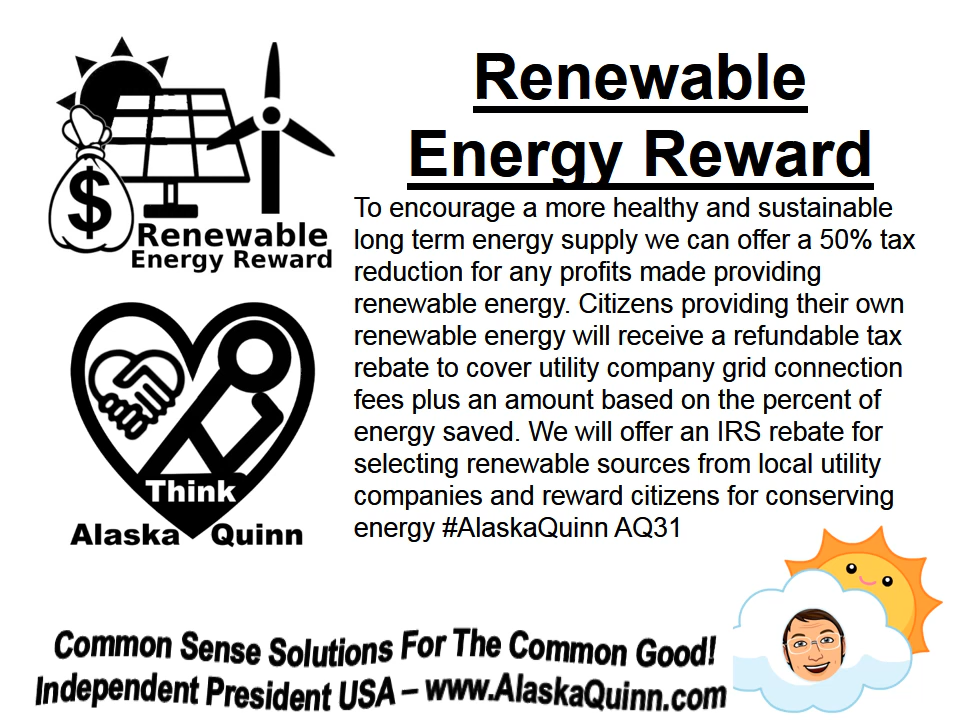 Renewable
Energy Reward
$
Renewable
Energy Reward
To encourage a more healthy and sustainable
long term energy supply we can offer a 50% tax
reduction for any profits made providing
renewable energy. Citizens providing their own
renewable energy will receive a refundable tax
rebate to cover utility company grid connection
fees plus an amount based on the percent of
energy saved. We will offer an IRS rebate for
selecting renewable sources from local utility
companies and reward citizens for conserving
energy #AlaskaQuinn AQ31
Think
Alaska Quinn
Common Sense Solutions For The Common Good!
Independent President USA – www.AlaskaQuinn.com